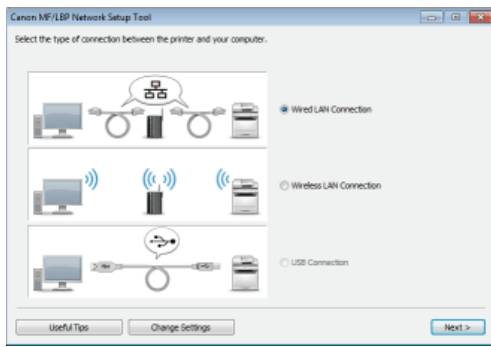 Canon MF/LBP Network Setup Tool
Select the type of connection between the printer and your computer.
Wired LAN Connection
Wireless LAN Connection
USB Connection
Useful Tips
Change Settings
Next >